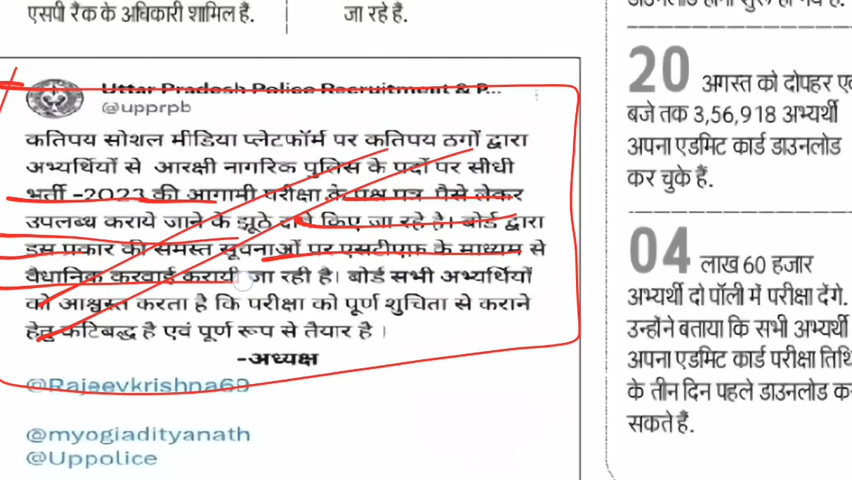 एसपी रैंक के अधिकारी शामिल हैं.
जा रहे हैं.
Uttar Pradesh Police Recruitment & P...
@upprpb
कतिपय सोशल मीडिया प्लेटफॉर्म पर कतिपय ठगों द्वारा
अभ्यर्थियों से आरक्षी नागरिक पुलिस के पदों पर सीधी
भर्ती -2023 की आगामी परीक्षा के प्रश्न पत्र पैसे लेकर
उपलब्ध कराये जाने के झूठे दावे किए जा रहे है। बोर्ड द्वारा
इस प्रकार की समस्त सूचनाओं पर एसटीएफ के माध्यम से
वैधानिक करवाई करायी जा रही है। बोर्ड सभी अभ्यर्थियों
को आश्वस्त करता है कि परीक्षा को पूर्ण शुचिता से कराने
हेतु कटिबद्ध है एवं पूर्ण रूप से तैयार है ।
-अध्यक्ष
@Rajeevkrishna69
@myogiadityanath
@Uppolice
20 अगस्त को दोपहर
बजे तक 3,56,918 अभ्यर्थी
अपना एडमिट कार्ड डाउनलोड
कर चुके हैं.
04 लाख 60 हजार
अभ्यर्थी दो पॉली में परीक्षा देंगे.
उन्होंने बताया कि सभी अभ्यर्थी
अपना एडमिट कार्ड परीक्षा
के तीन दिन पहले डाउनलोड
सकते हैं.